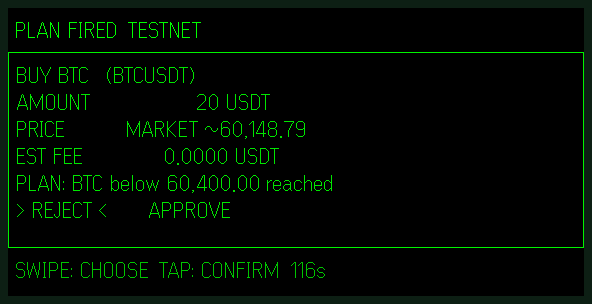 PLAN FIRED TESTNET
BUY BTC (BTCUSDT)
AMOUNT 20 USDT
PRICE MARKET ~60,148.79
EST FEE 0.0000 USDT
PLAN: BTC below 60,400.00 reached
> REJECT < APPROVE
SWIPE: CHOOSE TAP: CONFIRM 116s